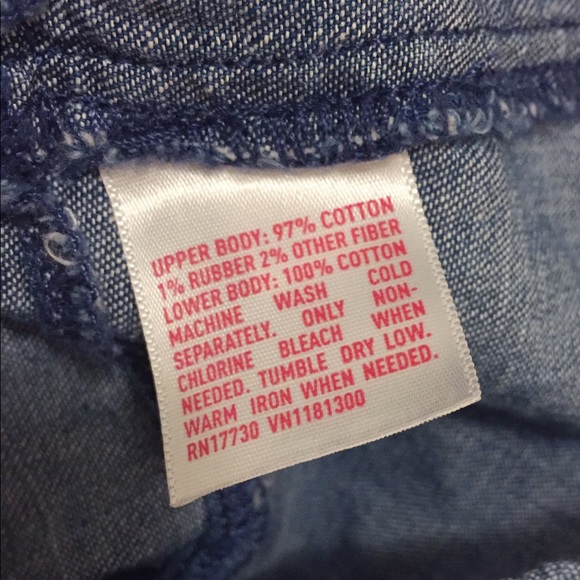 UPPER BODY: 97% COTTON
1% RUBBER 2% OTHER FIBER
LOWER BODY: 100% COTTON
MACHINE WASH COLD
SEPARATELY. ONLY NON-
CHLORINE BLEACH WHEN
NEEDED. TUMBLE DRY LOW.
WARM IRON WHEN NEEDED.
RN17730 VN1181300